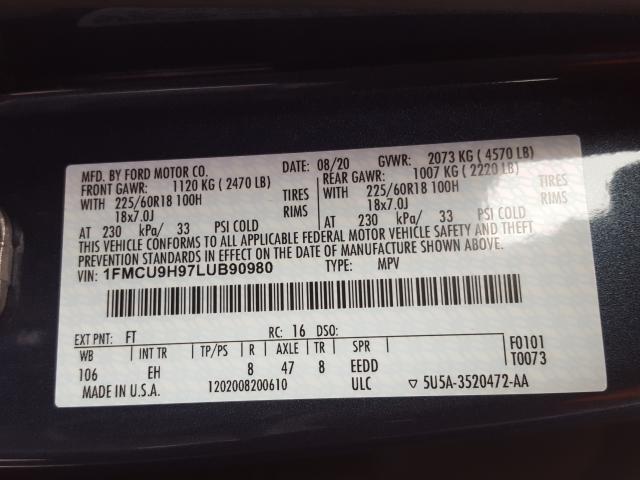 MFD. BY FORD MOTOR CO. DATE: 08/20 GVWR: 2073 KG ( 4570 LB)
FRONT GAWR: 1120 KG ( 2470 LB) REAR GAWR: 1007 KG ( 2220 LB)
WITH 225/60R18 100H TIRES WITH 225/60R18 100H TIRES
18x7.0J RIMS 18x7.0J RIMS
AT 230 kPa/ 33 PSI COLD AT 230 kPa/ 33 PSI COLD
THIS VEHICLE CONFORMS TO ALL APPLICABLE FEDERAL MOTOR VEHICLE SAFETY AND THEFT
PREVENTION STANDARDS IN EFFECT ON THE DATE OF MANUFACTURE SHOWN ABOVE.
VIN: 1FMCU9H97LUB90980 TYPE: MPV
EXT PNT: FT RC: 16 DSO: F0101
WB INT TR TP/PS R AXLE TR SPR T0073
106 EH 8 47 8 EEDD
MADE IN U.S.A. 1202008200610 ULC ▽ 5U5A-3520472-AA